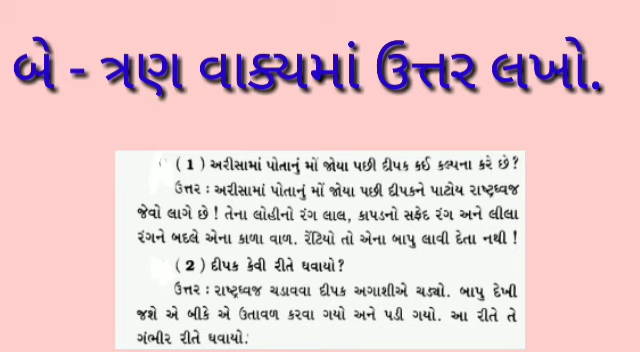 બે - ત્રણ વાક્યમાં ઉત્તર લખો.
( 1 ) અરીસામાં પોતાનું મોં જોયા પછી દીપક કઈ કલ્પના કરે છે?
ઉત્તર : અરીસામાં પોતાનું મોં જોયા પછી દીપકને પાટોય રાષ્ટ્રધ્વજ
જેવો લાગે છે ! તેના લોહીનો રંગ લાલ, કાપડનો સફેદ રંગ અને લીલા
રંગને બદલે એના કાળા વાળ. રેંટિયો તો એના બાપુ લાવી દેતા નથી !
( 2 ) દીપક કેવી રીતે ઘવાયો?
ઉત્તર : રાષ્ટ્રધ્વજ ચડાવવા દીપક અગાશીએ ચડ્યો. બાપુ દેખી
જશે એ બીકે એ ઉતાવળ કરવા ગયો અને પડી ગયો. આ રીતે તે
ગંભીર રીતે ઘવાયો.